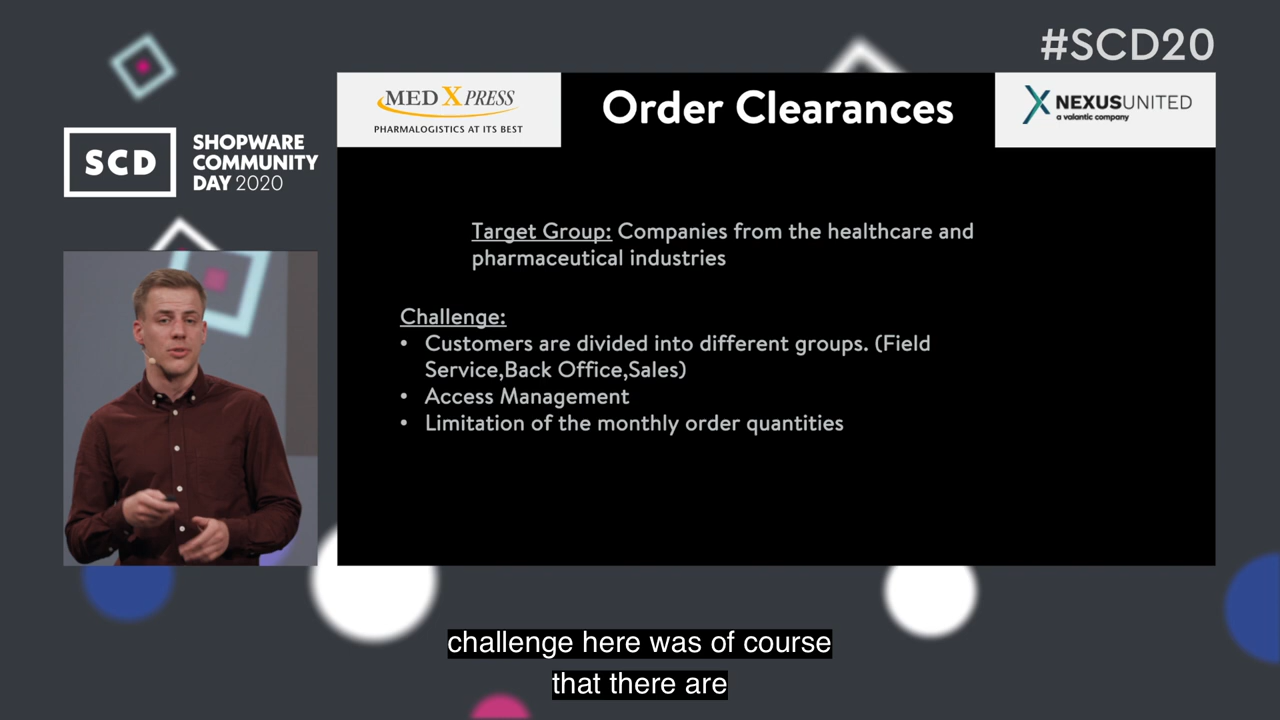 #SCD20
MED X PRESS
PHARMALOGISTICS AT ITS BEST
Order Clearances
NEXUSUNITED
a valantic company
SCD
SHOPWARE
COMMUNITY
DAY 2020
Target Group: Companies from the healthcare and
pharmaceutical industries
Challenge:
• Customers are divided into different groups. (Field
Service,Back Office,Sales)
• Access Management
• Limitation of the monthly order quantities
challenge here was of course
that there are